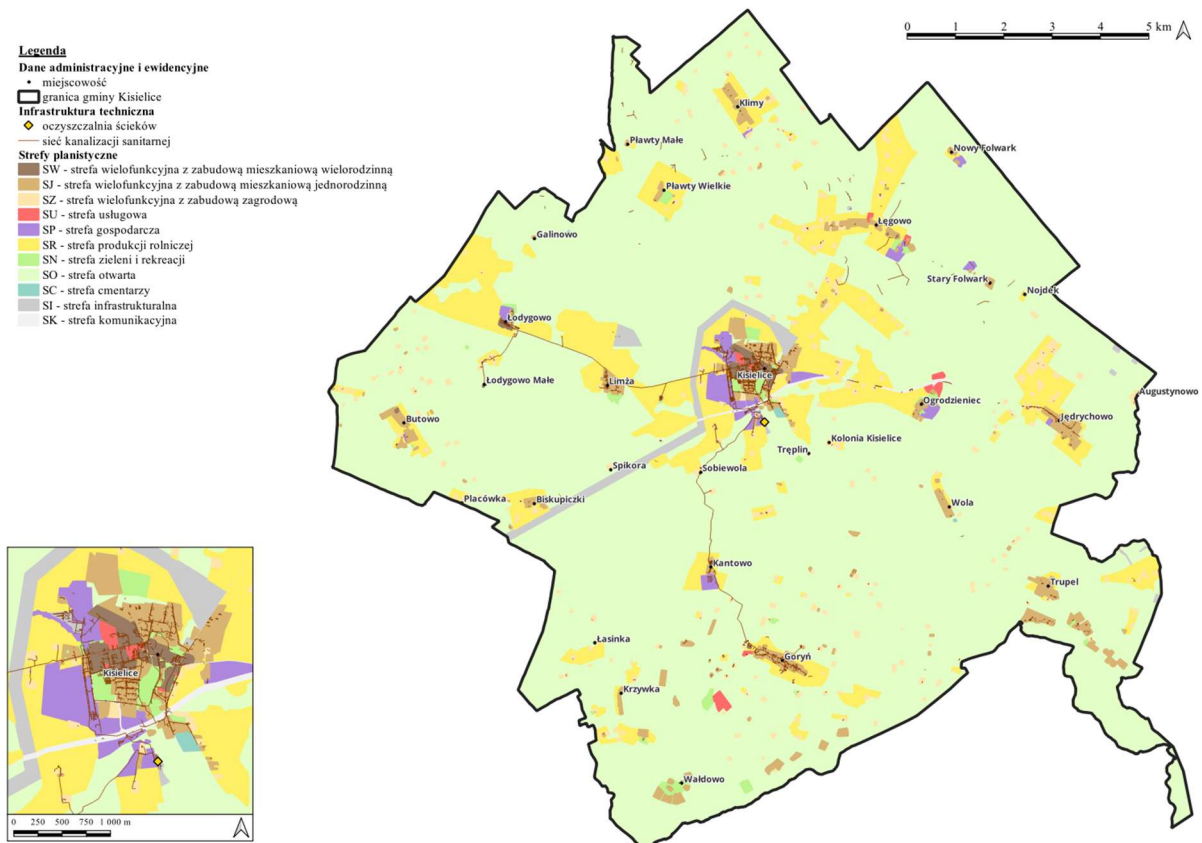 Legenda
Dane administracyjne i ewidencyjne
miejscowość
granica gminy Kisielice
Infrastruktura techniczna
oczyszczalnia ścieków
sieć kanalizacji sanitarnej
Strefy planistyczne
SW - strefa wielofunkcyjna z zabudową mieszkaniową wielorodzinną
SJ - strefa wielofunkcyjna z zabudową mieszkaniową jednorodzinną
SZ - strefa wielofunkcyjna z zabudową zagrodową
SU - strefa usługowa
SP - strefa gospodarcza
SR - strefa produkcji rolniczej
SN - strefa zieleni i rekreacji
SO - strefa otwarta
SC - strefa cmentarzy
SI - strefa infrastrukturalna
SK - strefa komunikacyjna
0 1 2 3 4 5 km
Klimy
Pławty Małe
Nowy Folwark
Pławty Wielkie
Łęgowo
Galinowo
Stary Folwark
Nojdek
Łodygowo
Kisielice
Łodygowo Małe
Limża
Augustynowo
Ogrodzieniec
Butowo
Jędrychowo
Kolonia Kisielice
Tręplin
Spikora
Sobiewola
Placówka
Biskupiczki
Wola
Kantowo
Trupel
Łasinka
Goryń
Krzywka
Wałdowo
Kisielice
0 250 500 750 1 000 m